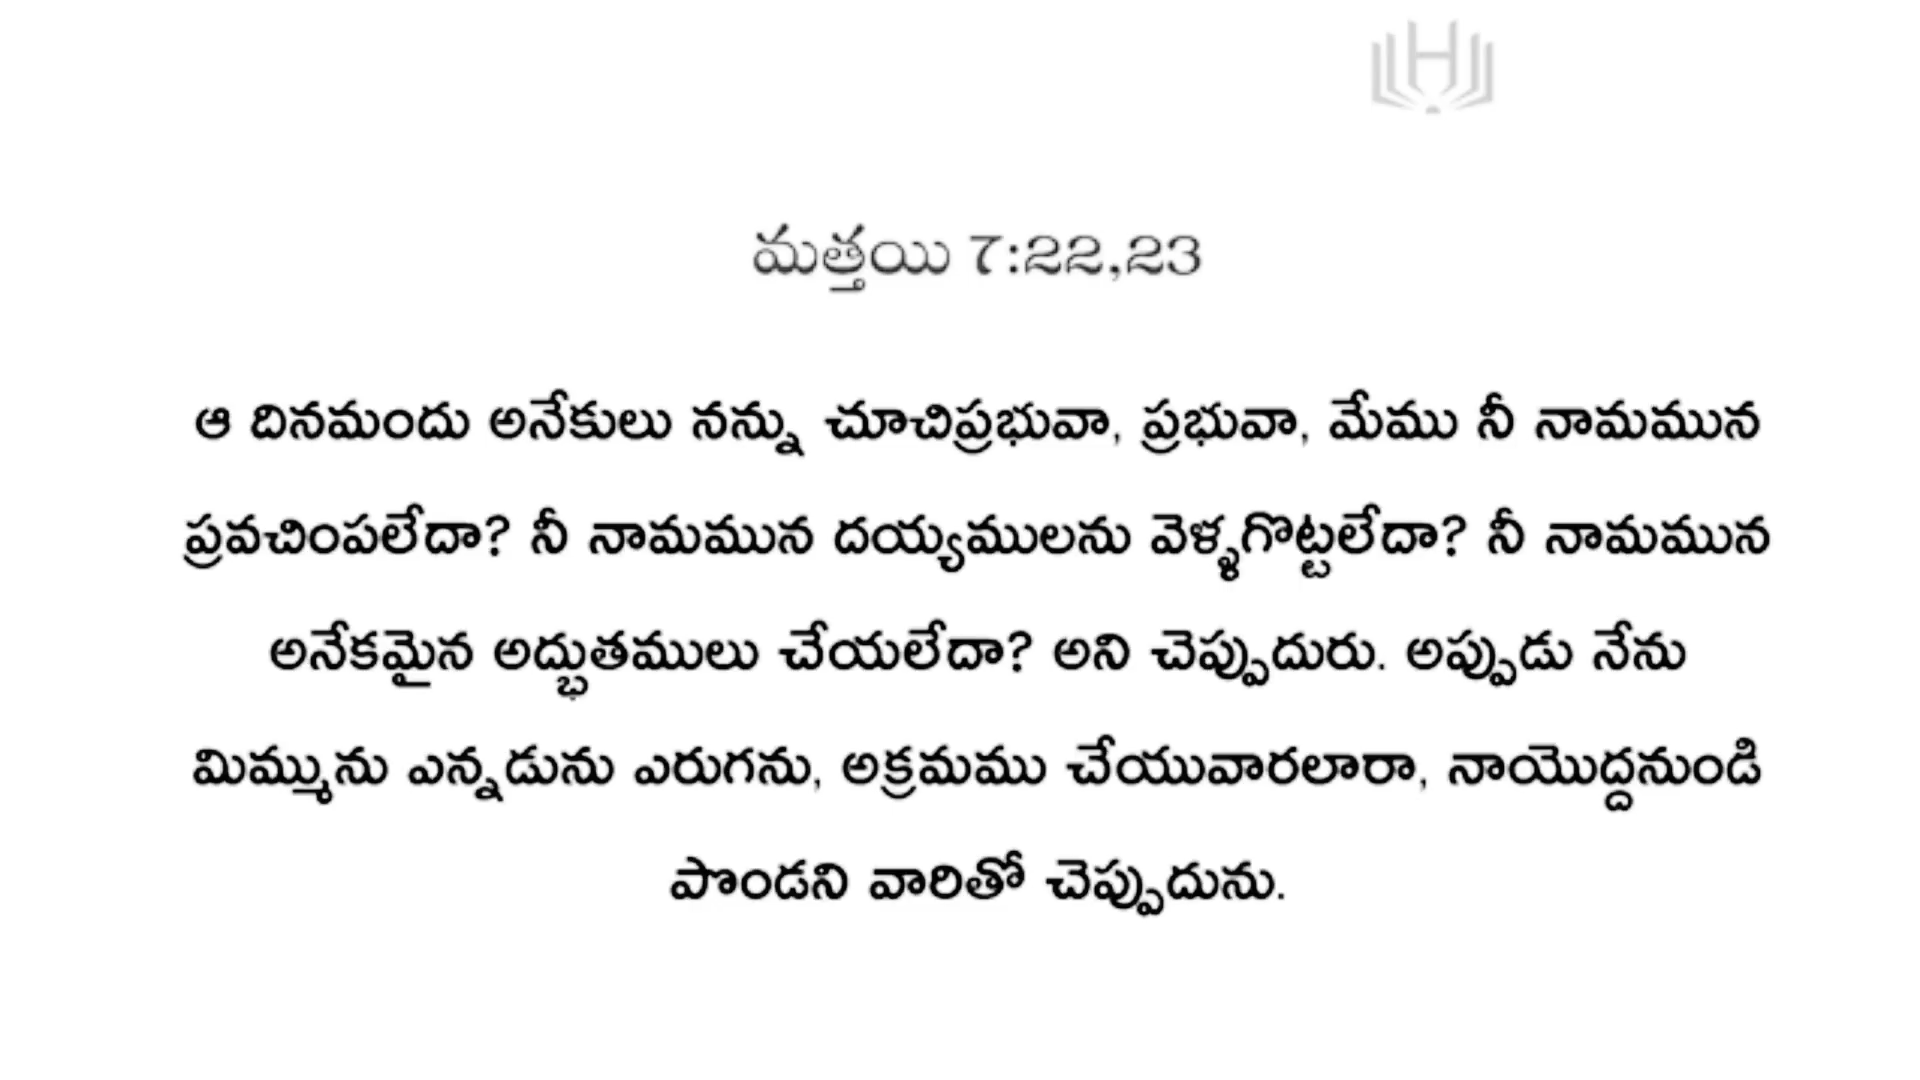 మత్తయి 7:22,23
ఆ దినమందు అనేకులు నన్ను చూచిప్రభువా, ప్రభువా, మేము నీ నామమున
ప్రవచింపలేదా? నీ నామమున దయ్యములను వెళ్ళగొట్టలేదా? నీ నామమున
అనేకమైన అద్భుతములు చేయలేదా? అని చెప్పుదురు. అప్పుడు నేను
మిమ్మును ఎన్నడును ఎరుగను, అక్రమము చేయువారలారా, నాయొద్దనుండి
పొండని వారితో చెప్పుదును.